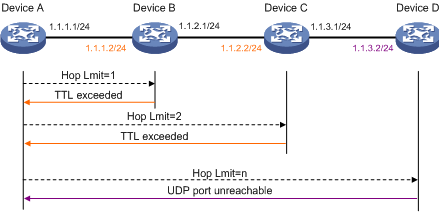 Device A
Device B
Device C
Device D
1.1.1.1/24
1.1.1.2/24
1.1.2.1/24
1.1.2.2/24
1.1.3.1/24
1.1.3.2/24
Hop Lmit=1
TTL exceeded
Hop Lmit=2
TTL exceeded
Hop Lmit=n
UDP port unreachable